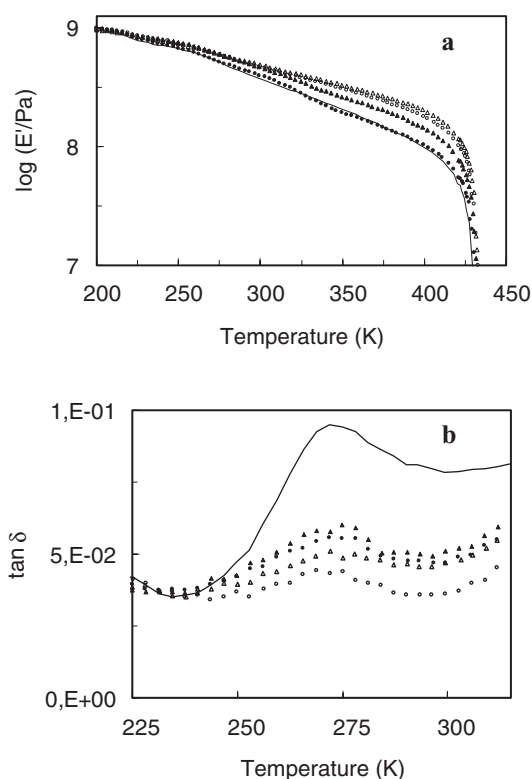 a
9
8
7
log (E'/Pa)
200 250 300 350 400 450
Temperature (K)
b
1,E-01
5,E-02
0,E+00
tan δ
225 250 275 300
Temperature (K)